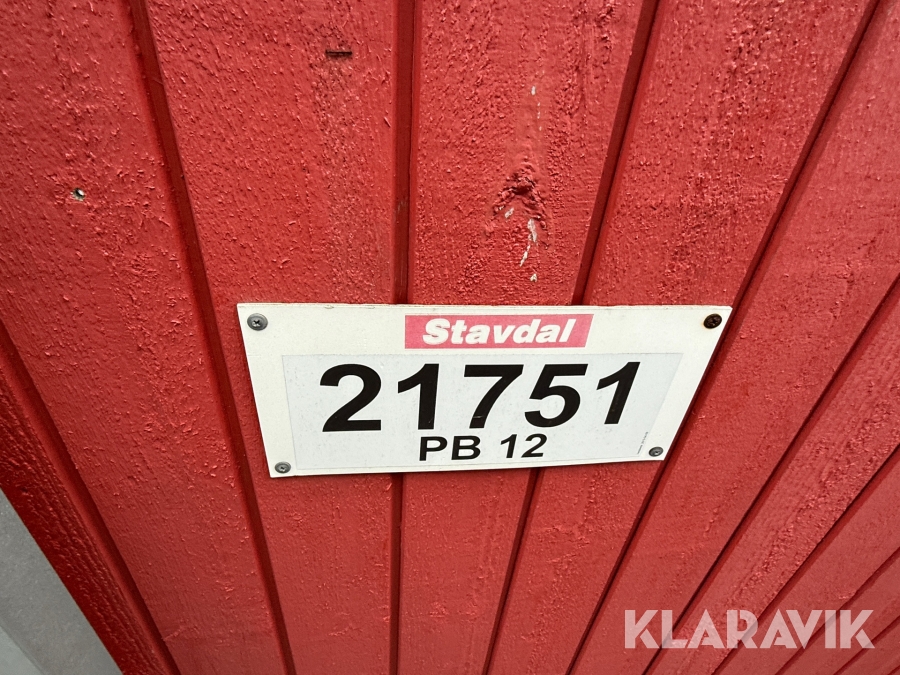 Stavdal
21751
PB 12
KLARAVIK